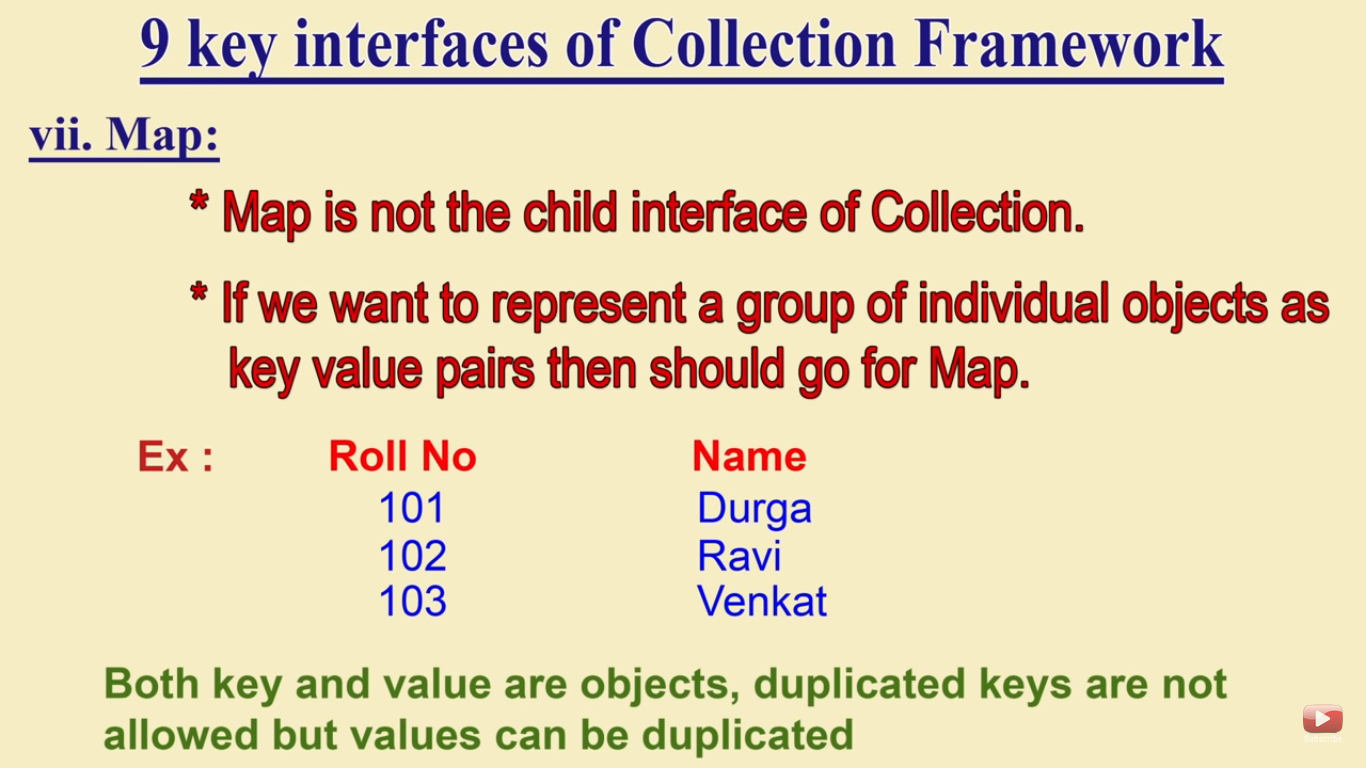 9 key interfaces of Collection Framework
vii. Map:
* Map is not the child interface of Collection.
* If we want to represent a group of individual objects as
key value pairs then should go for Map.
Ex : Roll No Name
101 Durga
102 Ravi
103 Venkat
Both key and value are objects, duplicated keys are not
allowed but values can be duplicated